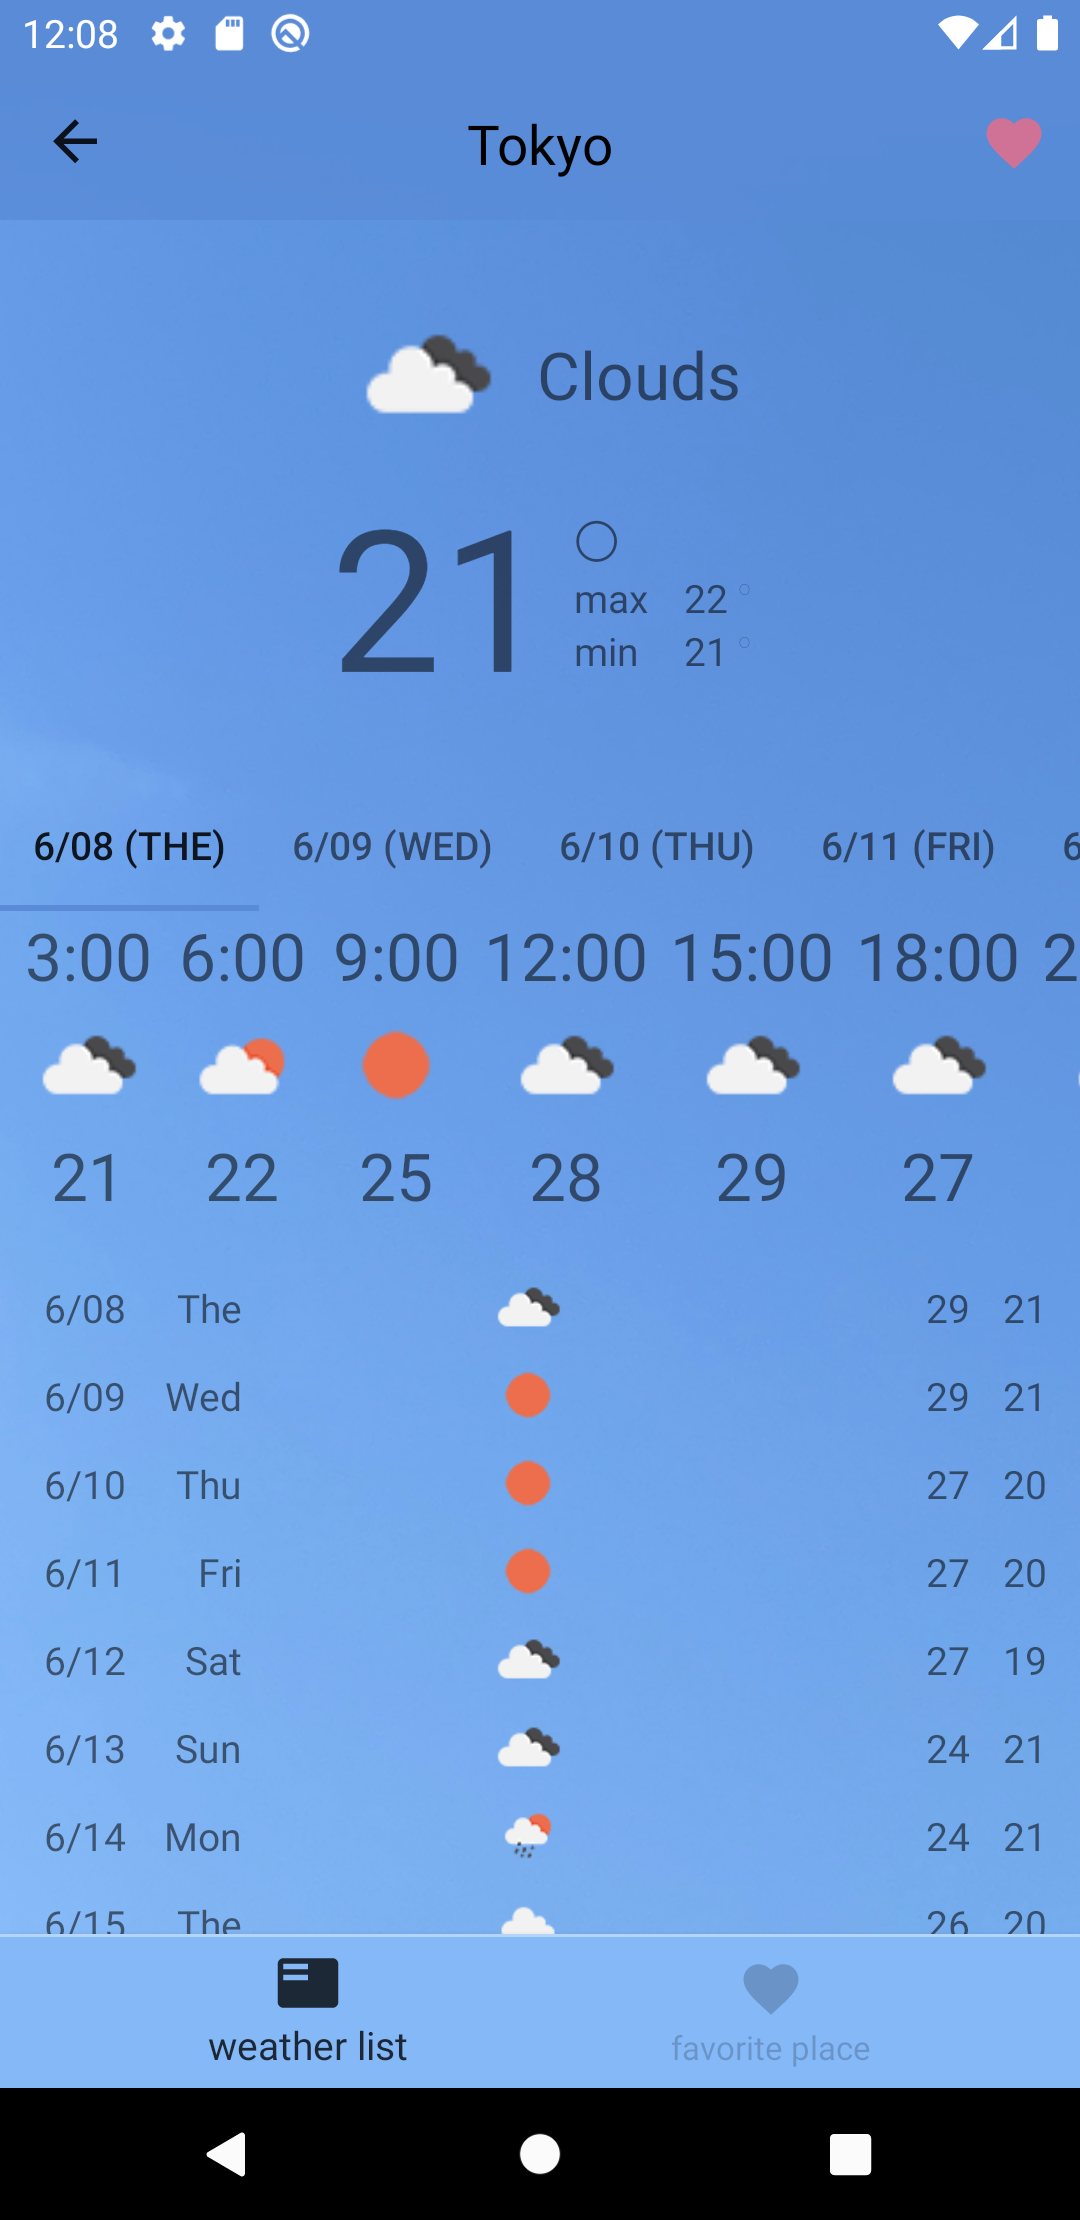 12:08
Tokyo
Clouds
21
max 22 °
min 21 °
6/08 (THE) 6/09 (WED) 6/10 (THU) 6/11 (FRI) 6
3:00 6:00 9:00 12:00 15:00 18:00 2
21 22 25 28 29 27
6/08 The 29 21
6/09 Wed 29 21
6/10 Thu 27 20
6/11 Fri 27 20
6/12 Sat 27 19
6/13 Sun 24 21
6/14 Mon 24 21
6/15 The 26 20
weather list favorite place